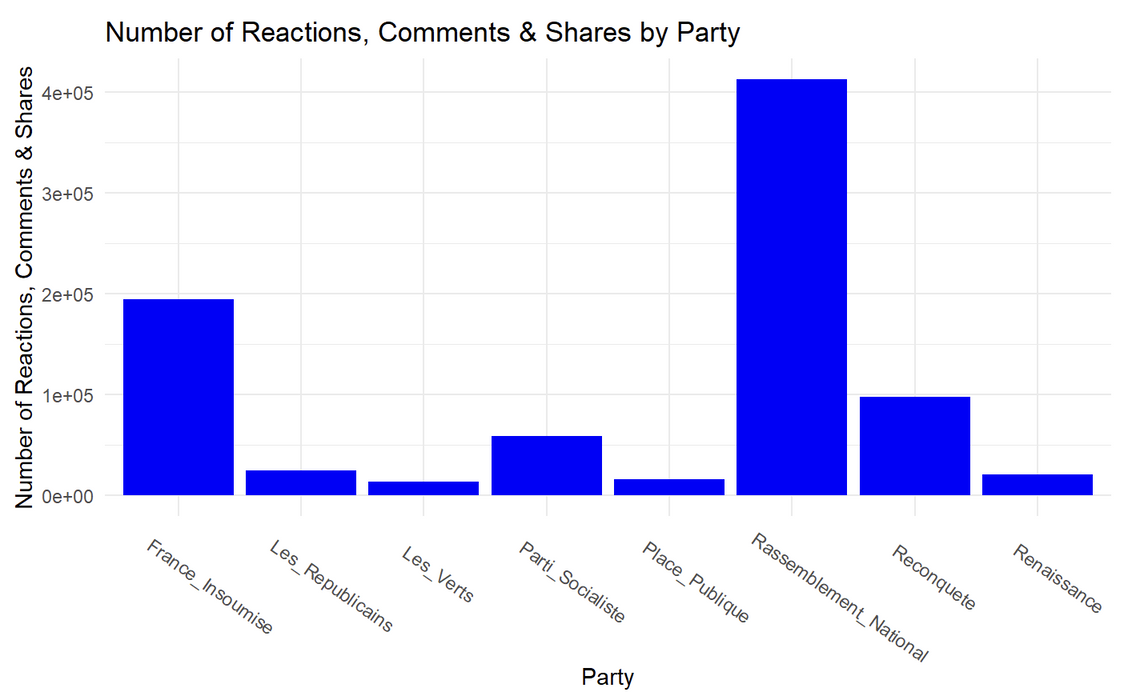 Number of Reactions, Comments & Shares by Party
Number of Reactions, Comments & Shares
4e+05
3e+05
2e+05
1e+05
0e+00
France_Insoumise
Les_Republicains
Les_Verts
Parti_Socialiste
Place_Publique
Rassemblement_National
Reconquete
Renaissance
Party